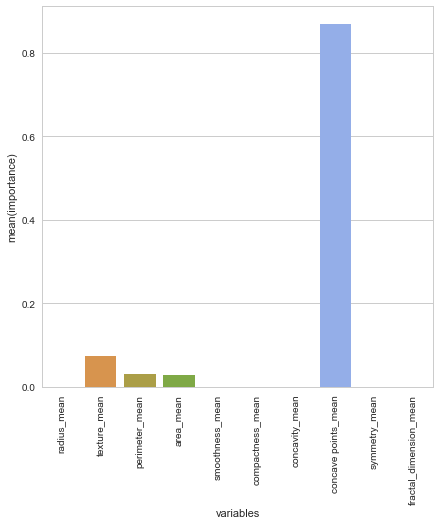 mean(importance)
0.8
0.6
0.4
0.2
0.0
radius_mean
texture_mean
perimeter_mean
area_mean
smoothness_mean
compactness_mean
concavity_mean
concave points_mean
symmetry_mean
fractal_dimension_mean
variables